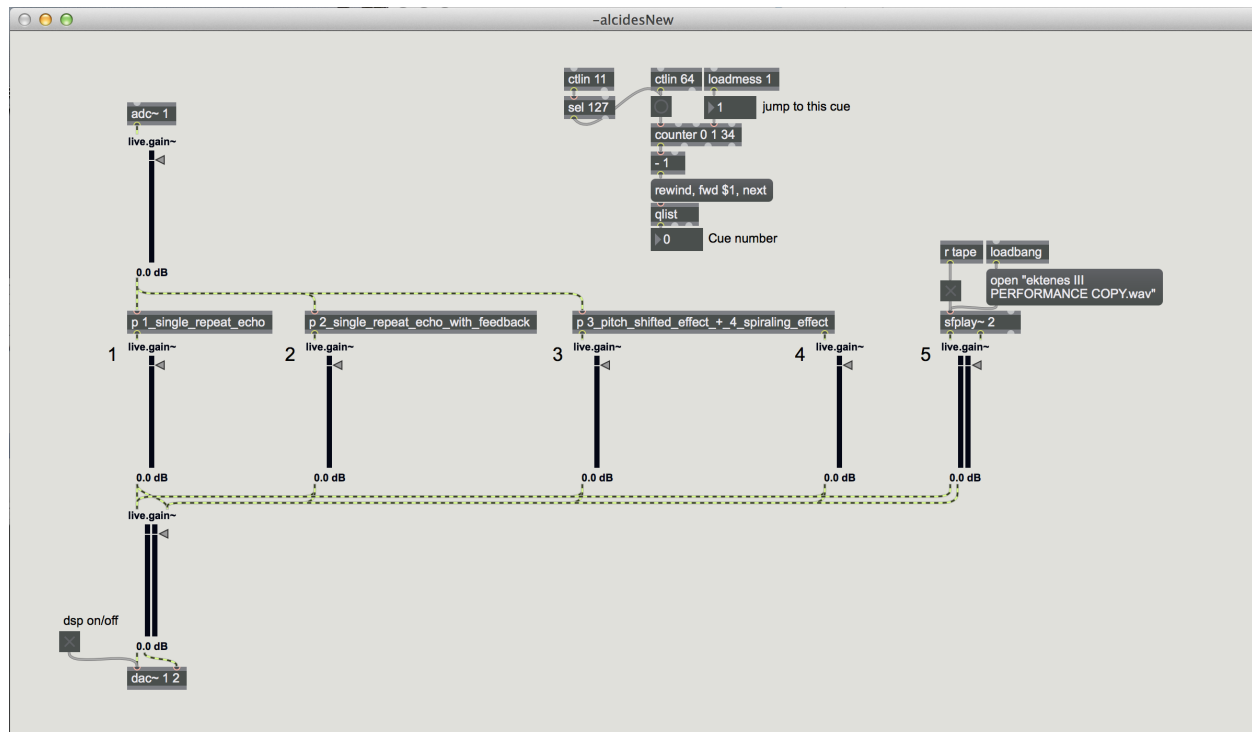 -alcidesNew
ctlin 11
ctlin 64
loadmess 1
sel 127
1
jump to this cue
adc~ 1
counter 0 1 34
live.gain~
- 1
rewind, fwd $1, next
qlist
0
Cue number
r tape
loadbang
0.0 dB
open "ektenes III
PERFORMANCE COPY.wav"
p 1_single_repeat_echo
p 2_single_repeat_echo_with_feedback
p 3_pitch_shifted_effect_+_4_spiraling_effect
sfplay~ 2
1
live.gain~
2
live.gain~
3
live.gain~
4
live.gain~
5
live.gain~
0.0 dB
0.0 dB
0.0 dB
0.0 dB
0.0 dB
live.gain~
dsp on/off
0.0 dB
dac~ 1 2